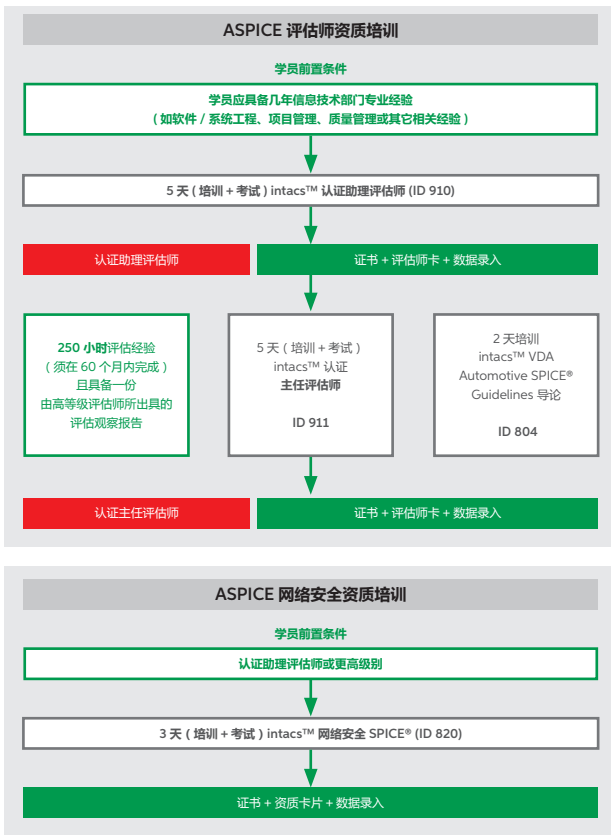 ASPICE 评估师资质培训
学员前置条件
学员应具备几年信息技术部门专业经验
( 如软件 / 系统工程、项目管理、质量管理或其它相关经验 )
5 天 ( 培训 + 考试 ) intacs™ 认证助理评估师 (ID 910)
认证助理评估师
证书 + 评估师卡 + 数据录入
250 小时评估经验
( 须在 60 个月内完成 )
且具备一份
由高等级评估师所出具的
评估观察报告
5 天 ( 培训 + 考试 )
intacs™ 认证
主任评估师
ID 911
2 天培训
intacs™ VDA
Automotive SPICE®
Guidelines 导论
ID 804
认证主任评估师
证书 + 评估师卡 + 数据录入
ASPICE 网络安全资质培训
学员前置条件
认证助理评估师或更高级别
3 天 ( 培训 + 考试 ) intacs™ 网络安全 SPICE® (ID 820)
证书 + 资质卡片 + 数据录入